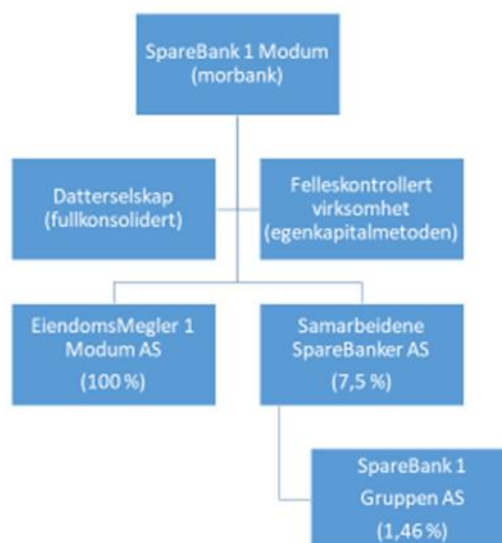 SpareBank 1 Modum
(morbank)
Datterselskap
(fullkonsolidert)
Felleskontrollert
virksomhet
(egenkapitalmetoden)
EiendomsMegler 1
Modum AS
(100 %)
Samarbeidene
SpareBanker AS
(7,5 %)
SpareBank 1
Gruppen AS
(1,46 %)